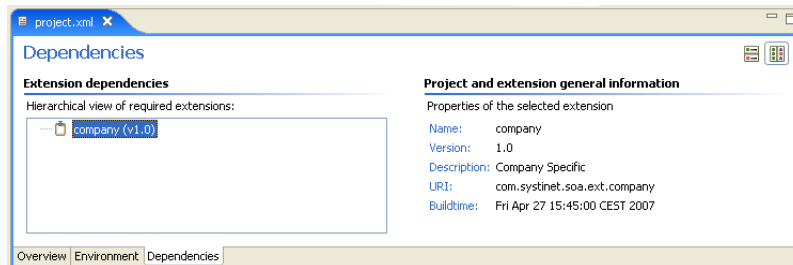 project.xml
Dependencies
Extension dependencies
Hierarchical view of required extensions:
company (v1.0)
Project and extension general information
Properties of the selected extension
Name: company
Version: 1.0
Description: Company Specific
URI: com.systinet.soa.ext.company
Buildtime: Fri Apr 27 15:45:00 CEST 2007
Overview Environment Dependencies